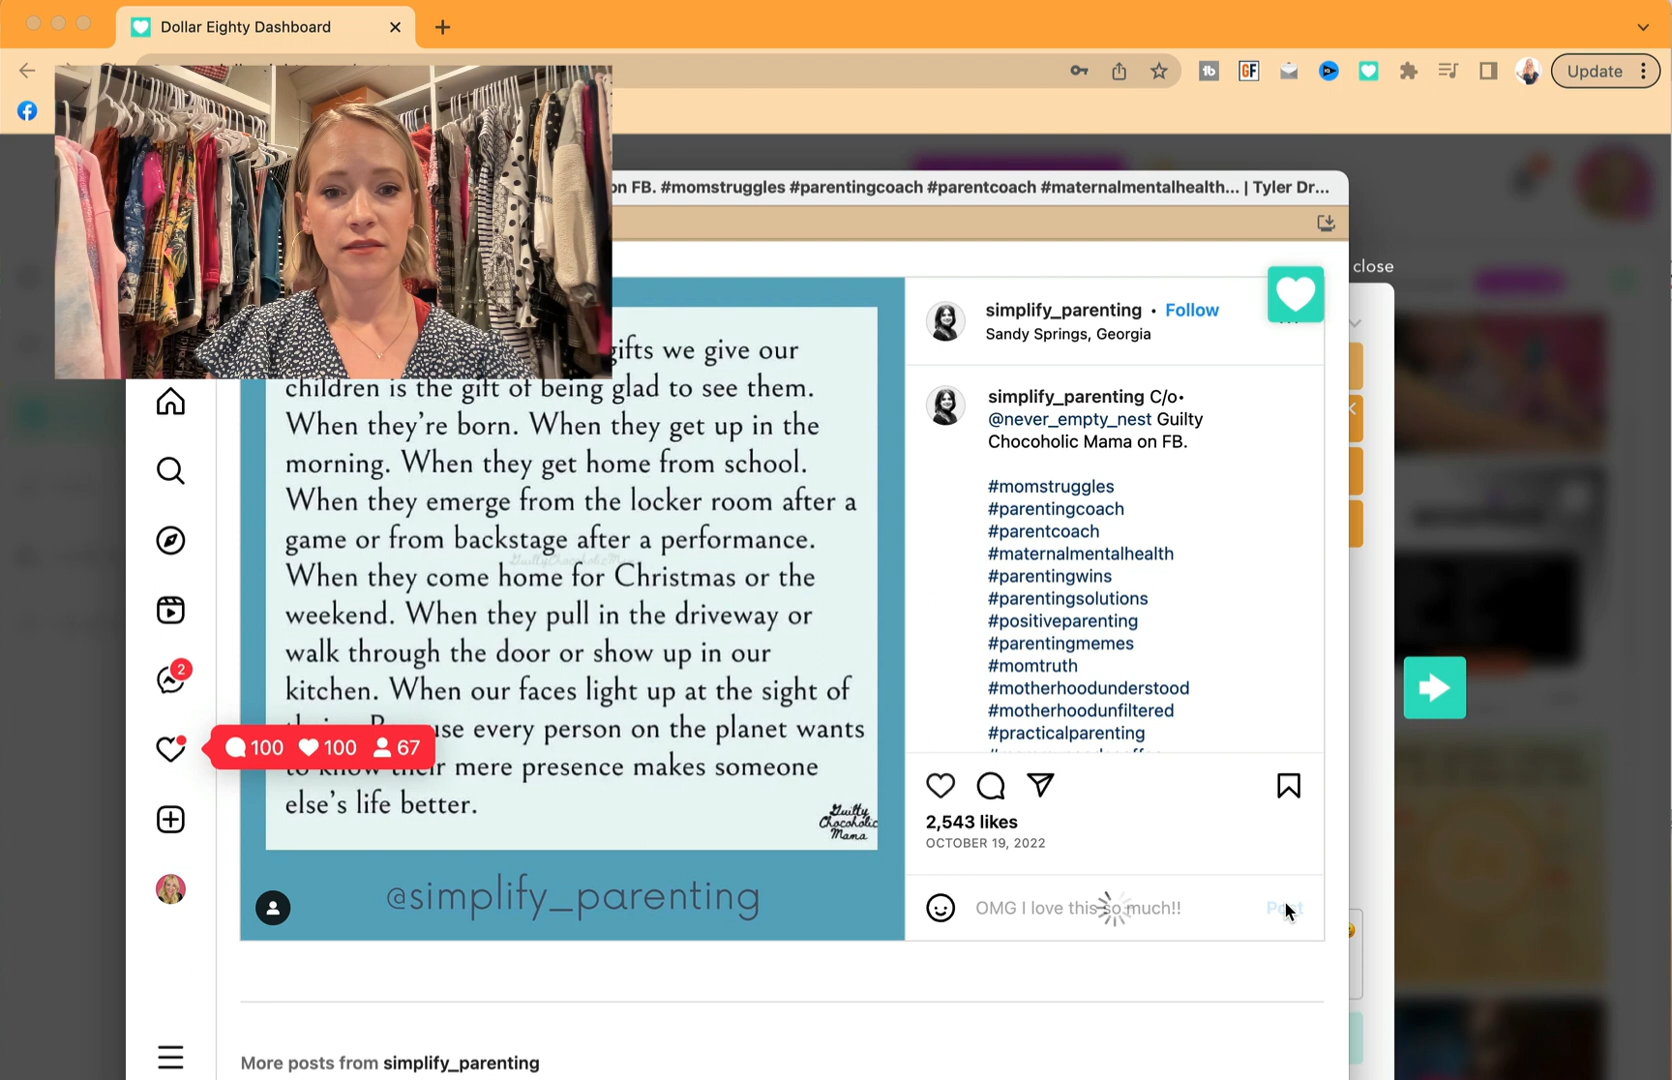 Dollar Eighty Dashboard
Update
on FB. #momstruggles #parentingcoach #parentcoach #maternalmentalhealth... | Tyler Dr...
close
gifts we give our
children is the gift of being glad to see them.
When they're born. When they get up in the
morning. When they get home from school.
When they emerge from the locker room after a
game or from backstage after a performance.
When they come home for Christmas or the
weekend. When they pull in the driveway or
walk through the door or show up in our
kitchen. When our faces light up at the sight of
every person on the planet wants
to know their mere presence makes someone
else's life better.
GuiltyChocoholicMama
Guilty
Chocoholic
Mama
@simplify_parenting
2
100 100 67
simplify_parenting • Follow
Sandy Springs, Georgia
simplify_parenting C/o•
@never_empty_nest Guilty
Chocoholic Mama on FB.
#momstruggles
#parentingcoach
#parentcoach
#maternalmentalhealth
#parentingwins
#parentingsolutions
#positiveparenting
#parentingmemes
#momtruth
#motherhoodunderstood
#motherhoodunfiltered
#practicalparenting
2,543 likes
OCTOBER 19, 2022
OMG I love this so much!!
Post
More posts from simplify_parenting